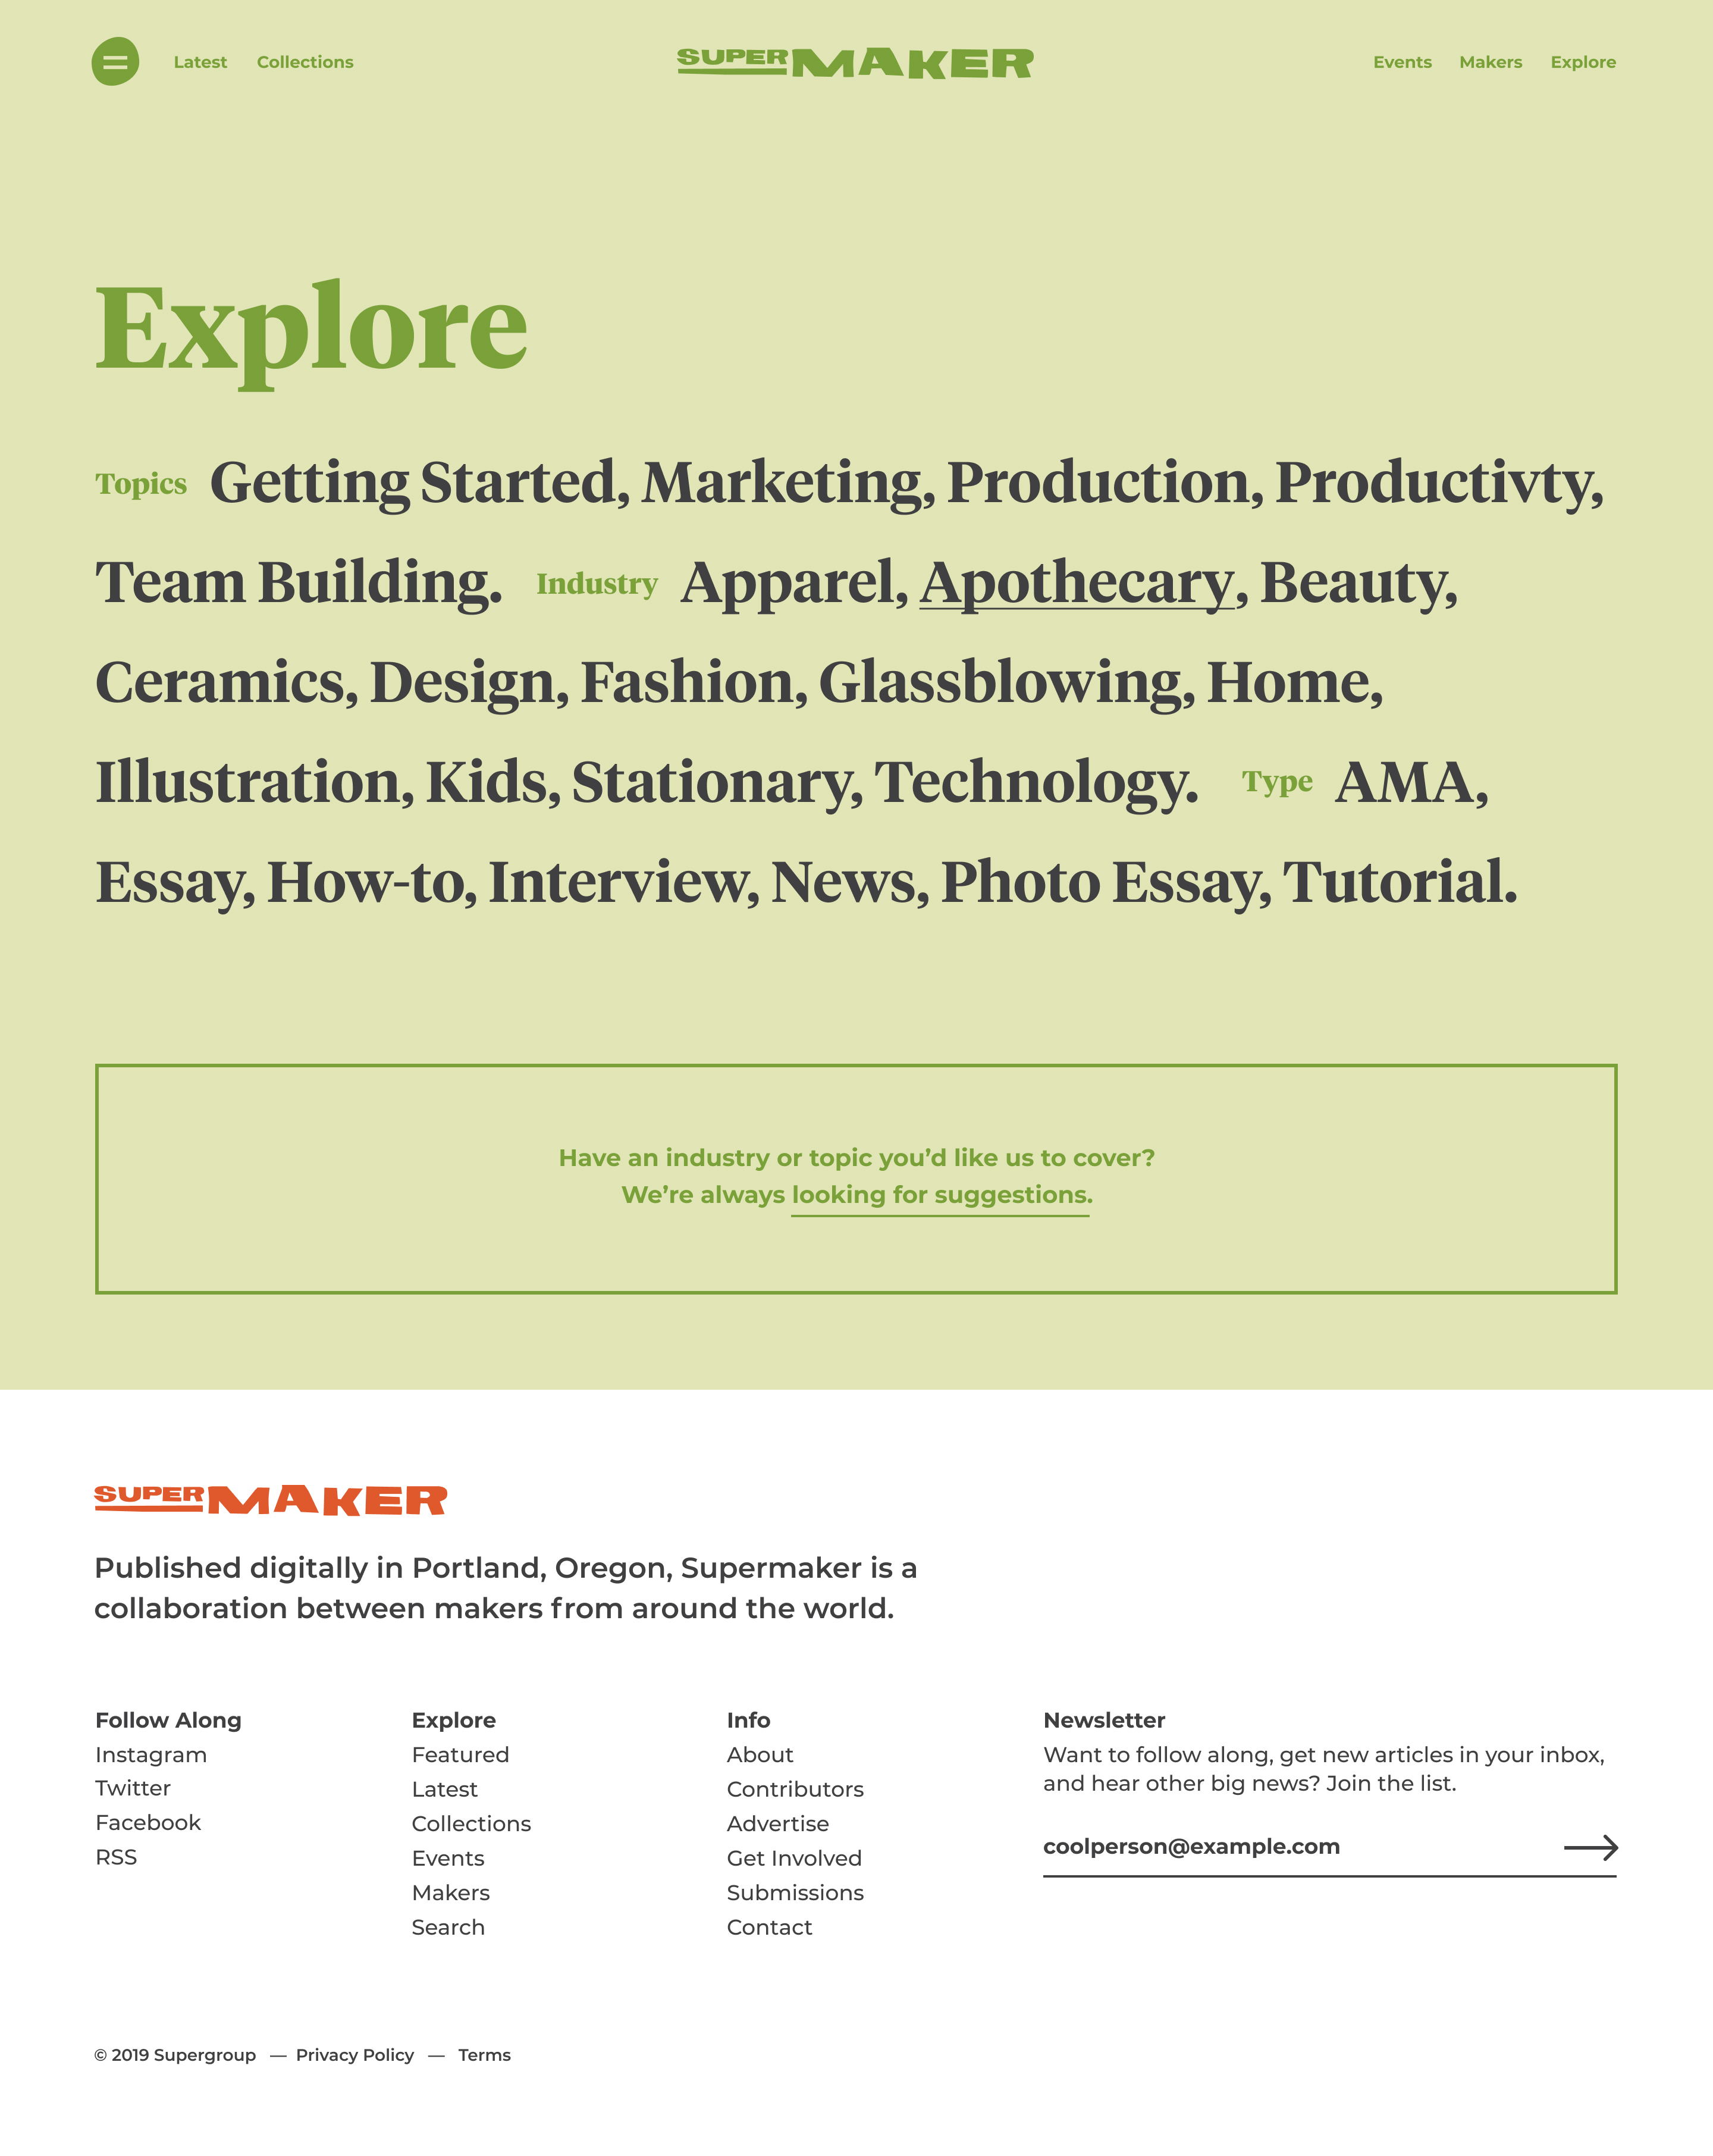 Latest Collections SUPERMAKER Events Makers Explore
Explore
Topics Getting Started, Marketing, Production, Productivty,
Team Building. Industry Apparel, Apothecary, Beauty,
Ceramics, Design, Fashion, Glassblowing, Home,
Illustration, Kids, Stationary, Technology. Type AMA,
Essay, How-to, Interview, News, Photo Essay, Tutorial.
Have an industry or topic you’d like us to cover?
We’re always looking for suggestions.
SUPERMAKER
Published digitally in Portland, Oregon, Supermaker is a
collaboration between makers from around the world.
Follow Along
Instagram
Twitter
Facebook
RSS
Explore
Featured
Latest
Collections
Events
Makers
Search
Info
About
Contributors
Advertise
Get Involved
Submissions
Contact
Newsletter
Want to follow along, get new articles in your inbox,
and hear other big news? Join the list.
coolperson@example.com
© 2019 Supergroup — Privacy Policy — Terms